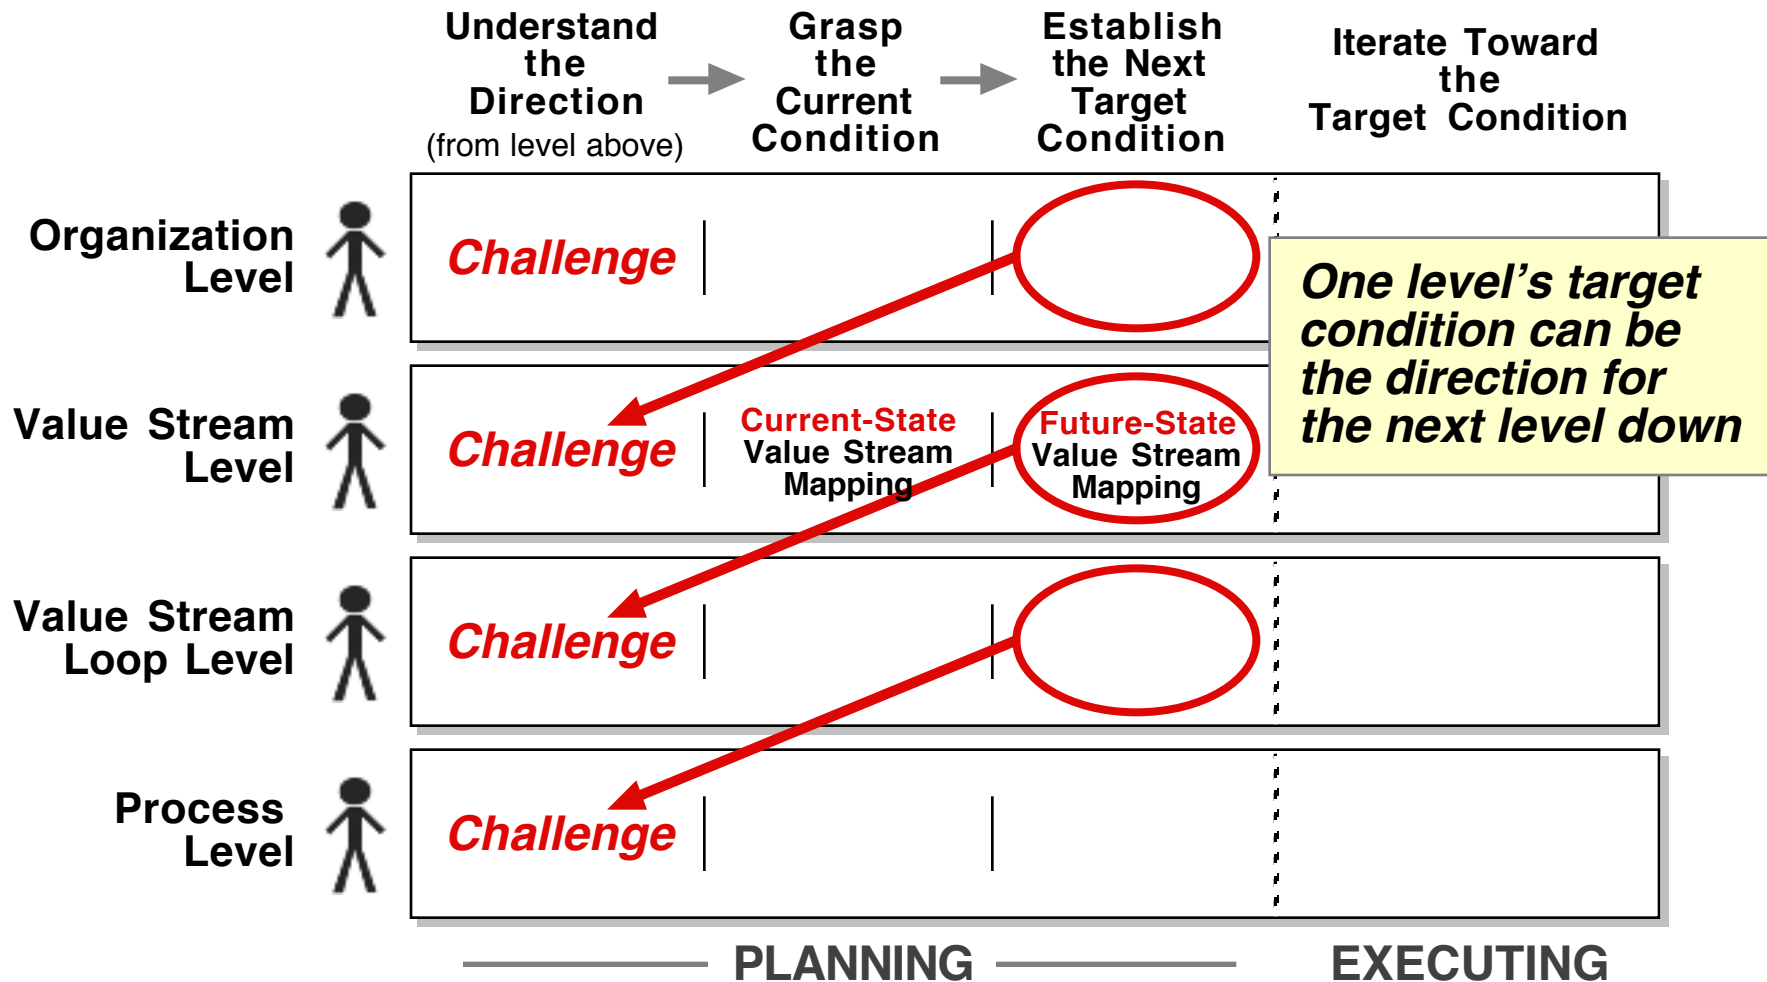 Understand
the
Direction
(from level above)
Grasp
the
Current
Condition
Establish
the Next
Target
Condition
Iterate Toward
the
Target Condition
Organization
Level
Challenge
One level’s target
condition can be
the direction for
the next level down
Value Stream
Level
Challenge
Current-State
Value Stream
Mapping
Future-State
Value Stream
Mapping
Value Stream
Loop Level
Challenge
Process
Level
Challenge
PLANNING
EXECUTING